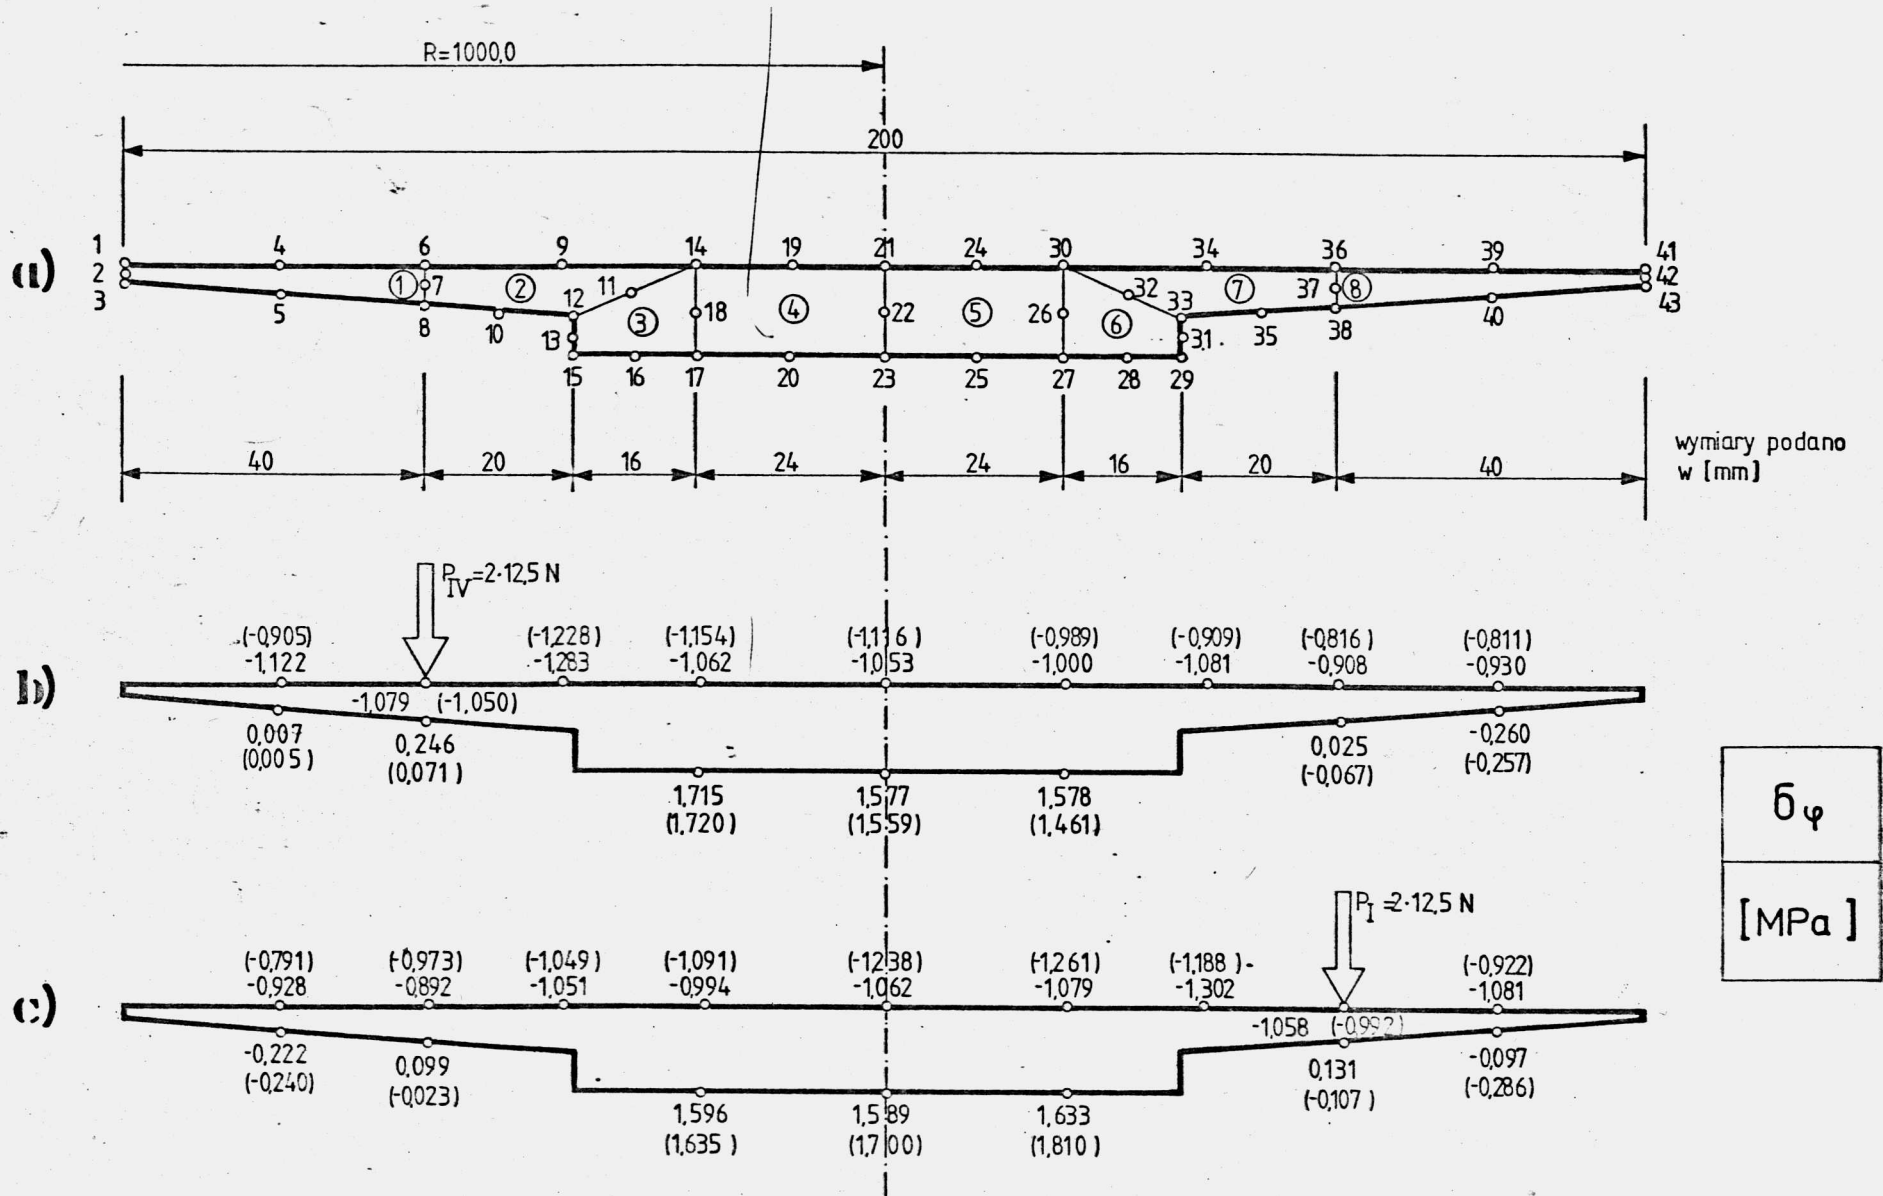 R=1000,0
200
a)
1 4 6 9 14 19 21 24 30 34 36 39 41
2 1 7 2 11 12 32 33 7 37 8 42
3 5 8 10 13 3 18 4 22 5 26 6 31 35 38 40 43
15 16 17 20 23 25 27 28 29
40 20 16 24 24 16 20 40
wymiary podano
w [mm]
P IV =2·12,5 N
b)
(-0,905) (-1,228) (-1,154) (-1,116) (-0,989) (-0,909) (-0,816) (-0,811)
-1,122 -1,283 -1,062 -1,053 -1,000 -1,081 -0,908 -0,930
-1,079 (-1,050)
0,007 0,246 0,025 -0,260
(0,005) (0,071) (-0,067) (-0,257)
1,715 1,577 1,578
(1,720) (1,559) (1,461)
б φ
[MPa]
P I =2·12,5 N
c)
(-0,791) (-0,973) (-1,049) (-1,091) (-1,238) (-1,261) (-1,188) (-0,922)
-0,928 -0,892 -1,051 -0,994 -1,062 -1,079 -1,302 -1,081
-1,058 (-0,992)
-0,222 0,099 0,131 -0,097
(-0,240) (-0,023) (-0,107) (-0,286)
1,596 1,589 1,633
(1,635) (1,700) (1,810)